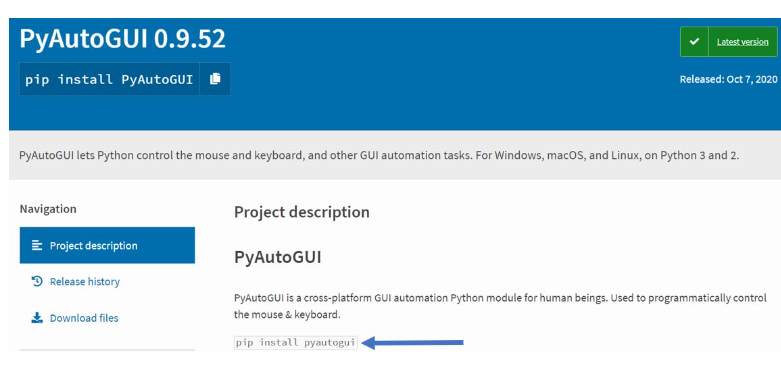 PyAutoGUI 0.9.52
Latest version
pip install PyAutoGUI
Released: Oct 7, 2020
PyAutoGUI lets Python control the mouse and keyboard, and other GUI automation tasks. For Windows, macOS, and Linux, on Python 3 and 2.
Navigation
Project description
Release history
Download files
Project description
PyAutoGUI
PyAutoGUI is a cross-platform GUI automation Python module for human beings. Used to programmatically control
the mouse & keyboard.
pip install pyautogui